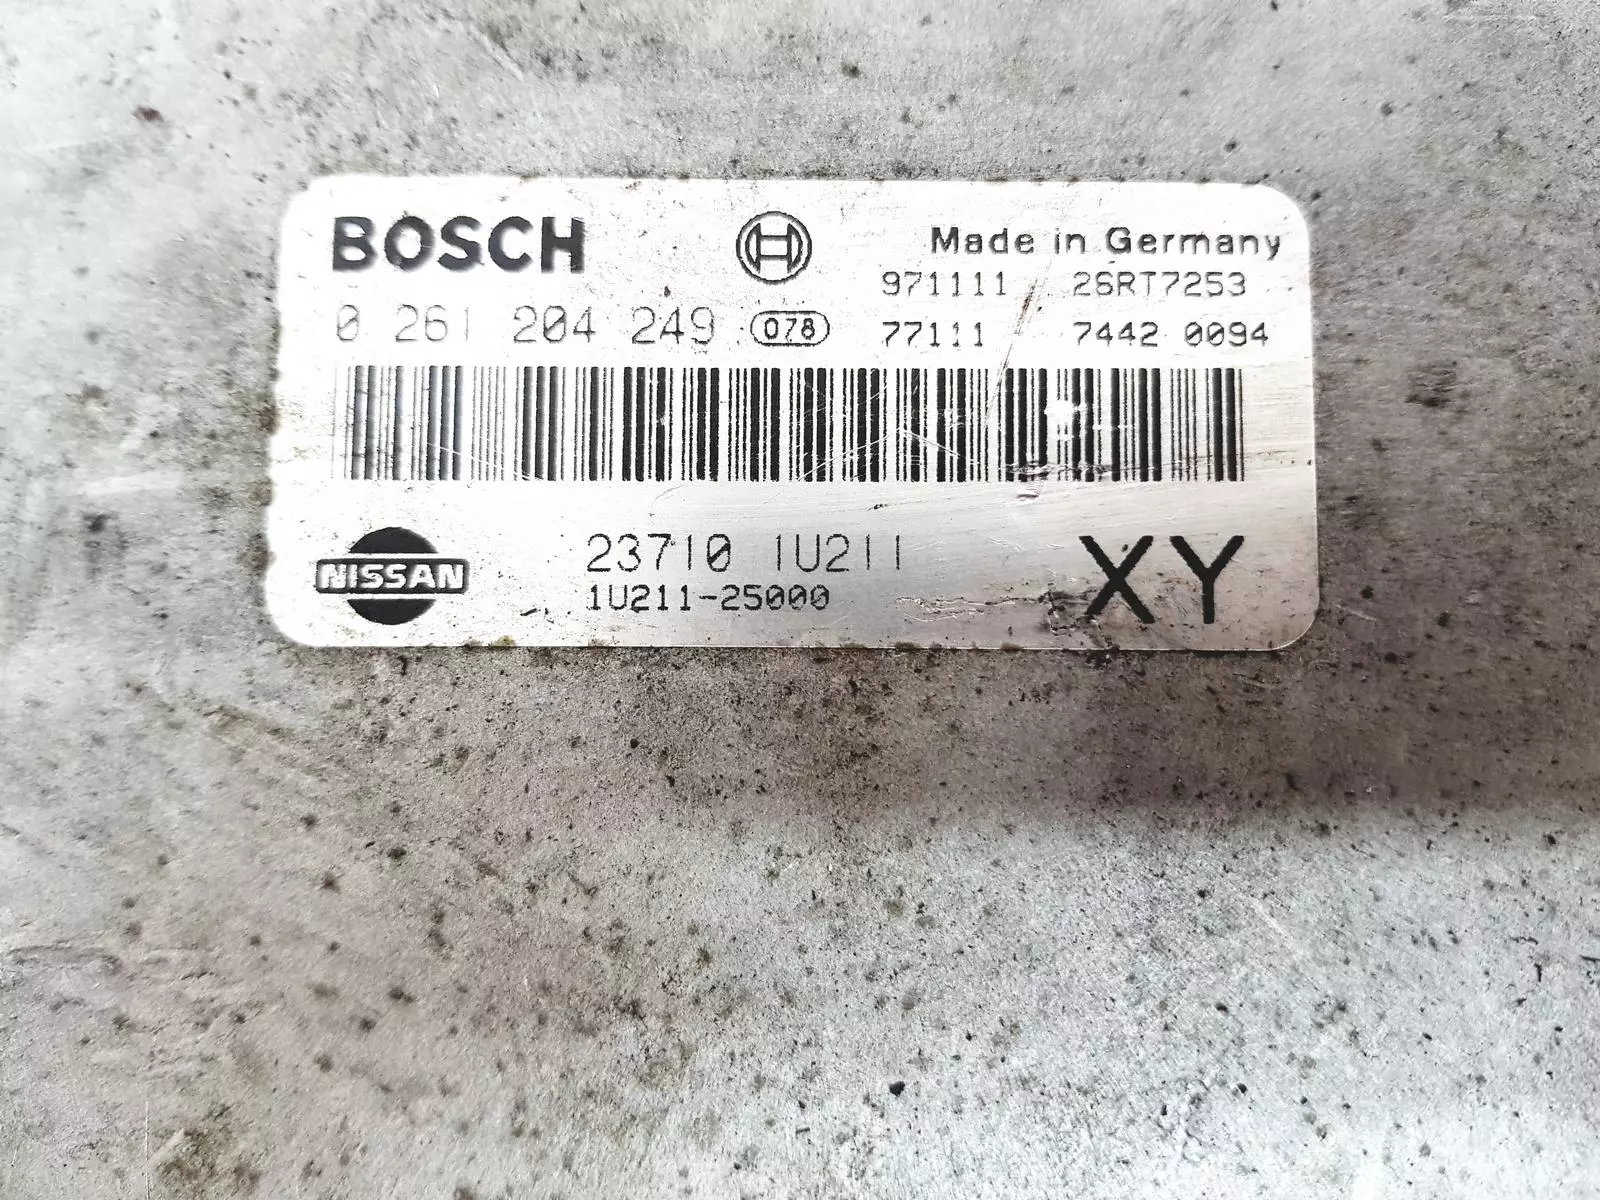 BOSCH
Made in Germany
971111 26RT7253
0 261 204 249 078
77111 7442 0094
NISSAN
23710 1U211
1U211-25000
XY